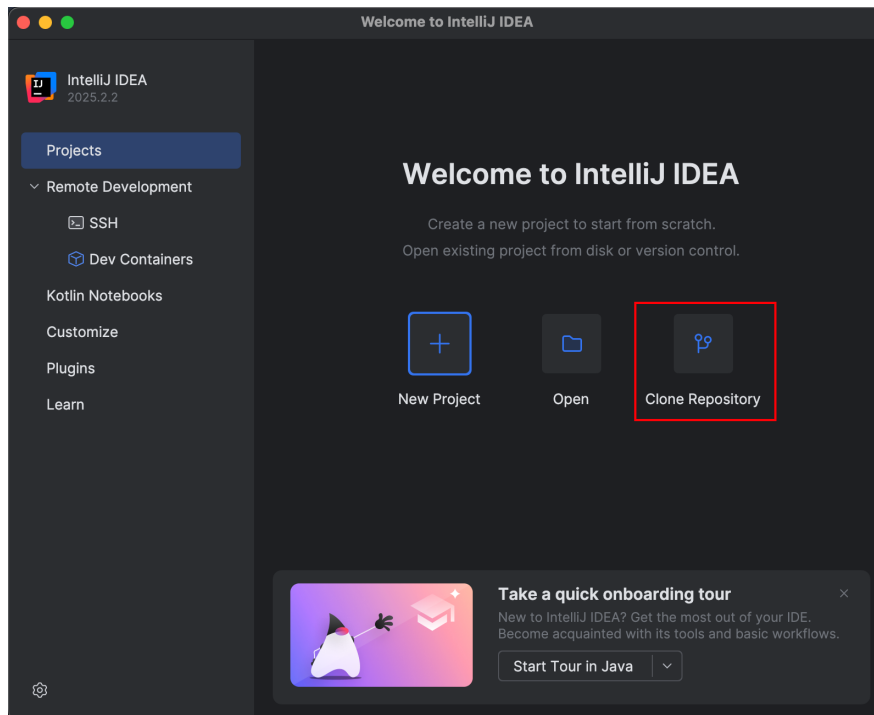 Welcome to IntelliJ IDEA
IntelliJ IDEA
2025.2.2
Projects
Remote Development
SSH
Dev Containers
Kotlin Notebooks
Customize
Plugins
Learn
Welcome to IntelliJ IDEA
Create a new project to start from scratch.
Open existing project from disk or version control.
New Project
Open
Clone Repository
Take a quick onboarding tour
New to IntelliJ IDEA? Get the most out of your IDE.
Become acquainted with its tools and basic workflows.
Start Tour in Java